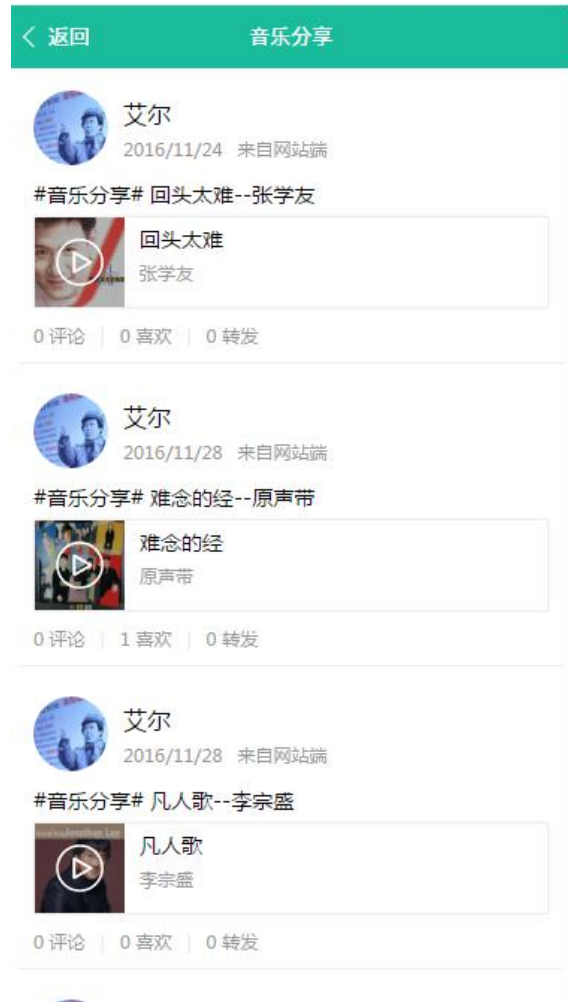 返回 音乐分享
艾尔
2016/11/24 来自网站端
#音乐分享# 回头太难--张学友
回头太难
张学友
0 评论 0 喜欢 0 转发
艾尔
2016/11/28 来自网站端
#音乐分享# 难念的经--原声带
难念的经
原声带
0 评论 1 喜欢 0 转发
艾尔
2016/11/28 来自网站端
#音乐分享# 凡人歌--李宗盛
凡人歌
李宗盛
0 评论 0 喜欢 0 转发